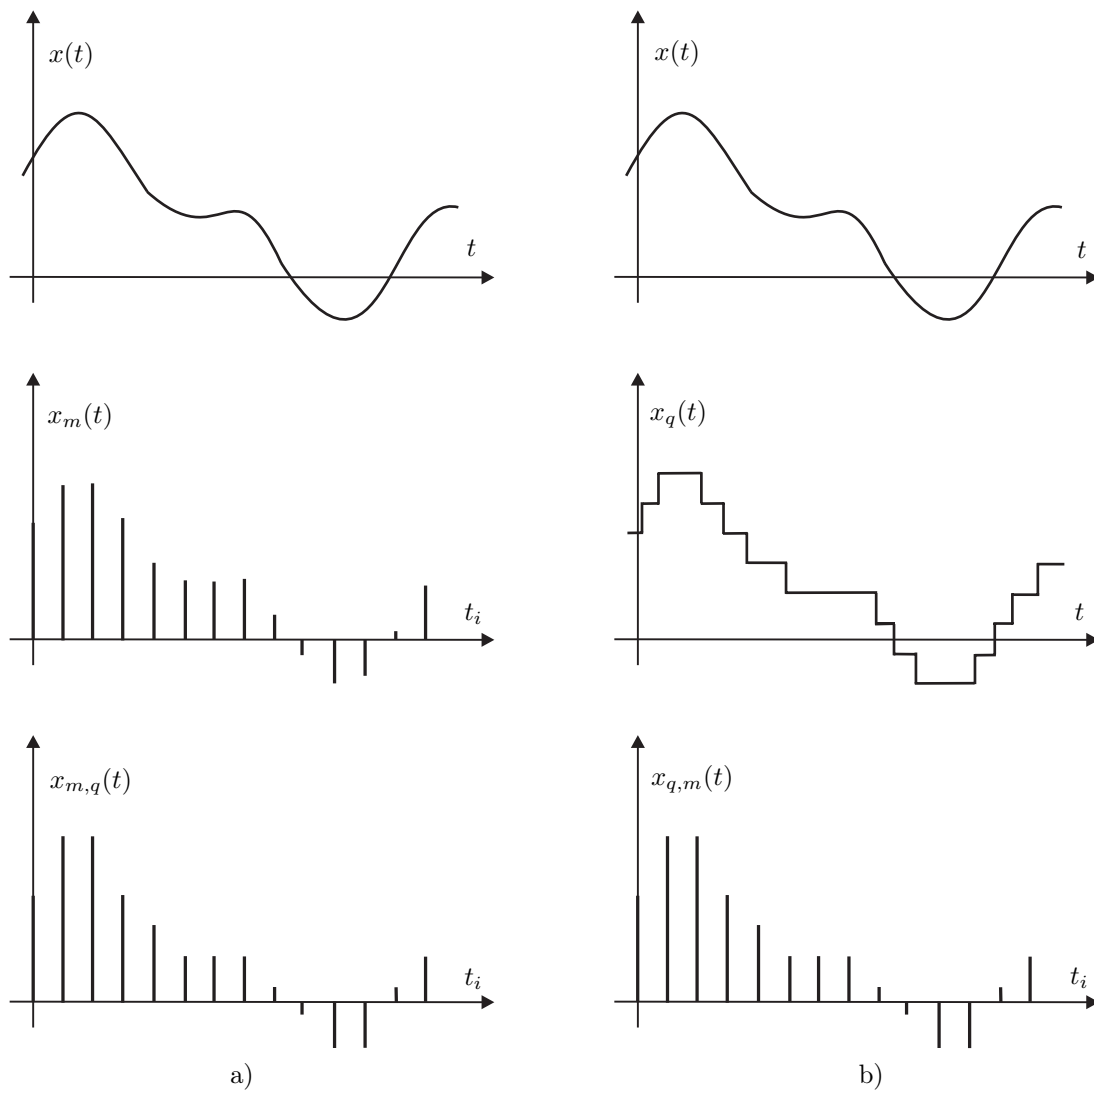 x(t)
t
x(t)
t
x_m(t)
t_i
x_q(t)
t
x_{m,q}(t)
t_i
x_{q,m}(t)
t_i
a)
b)